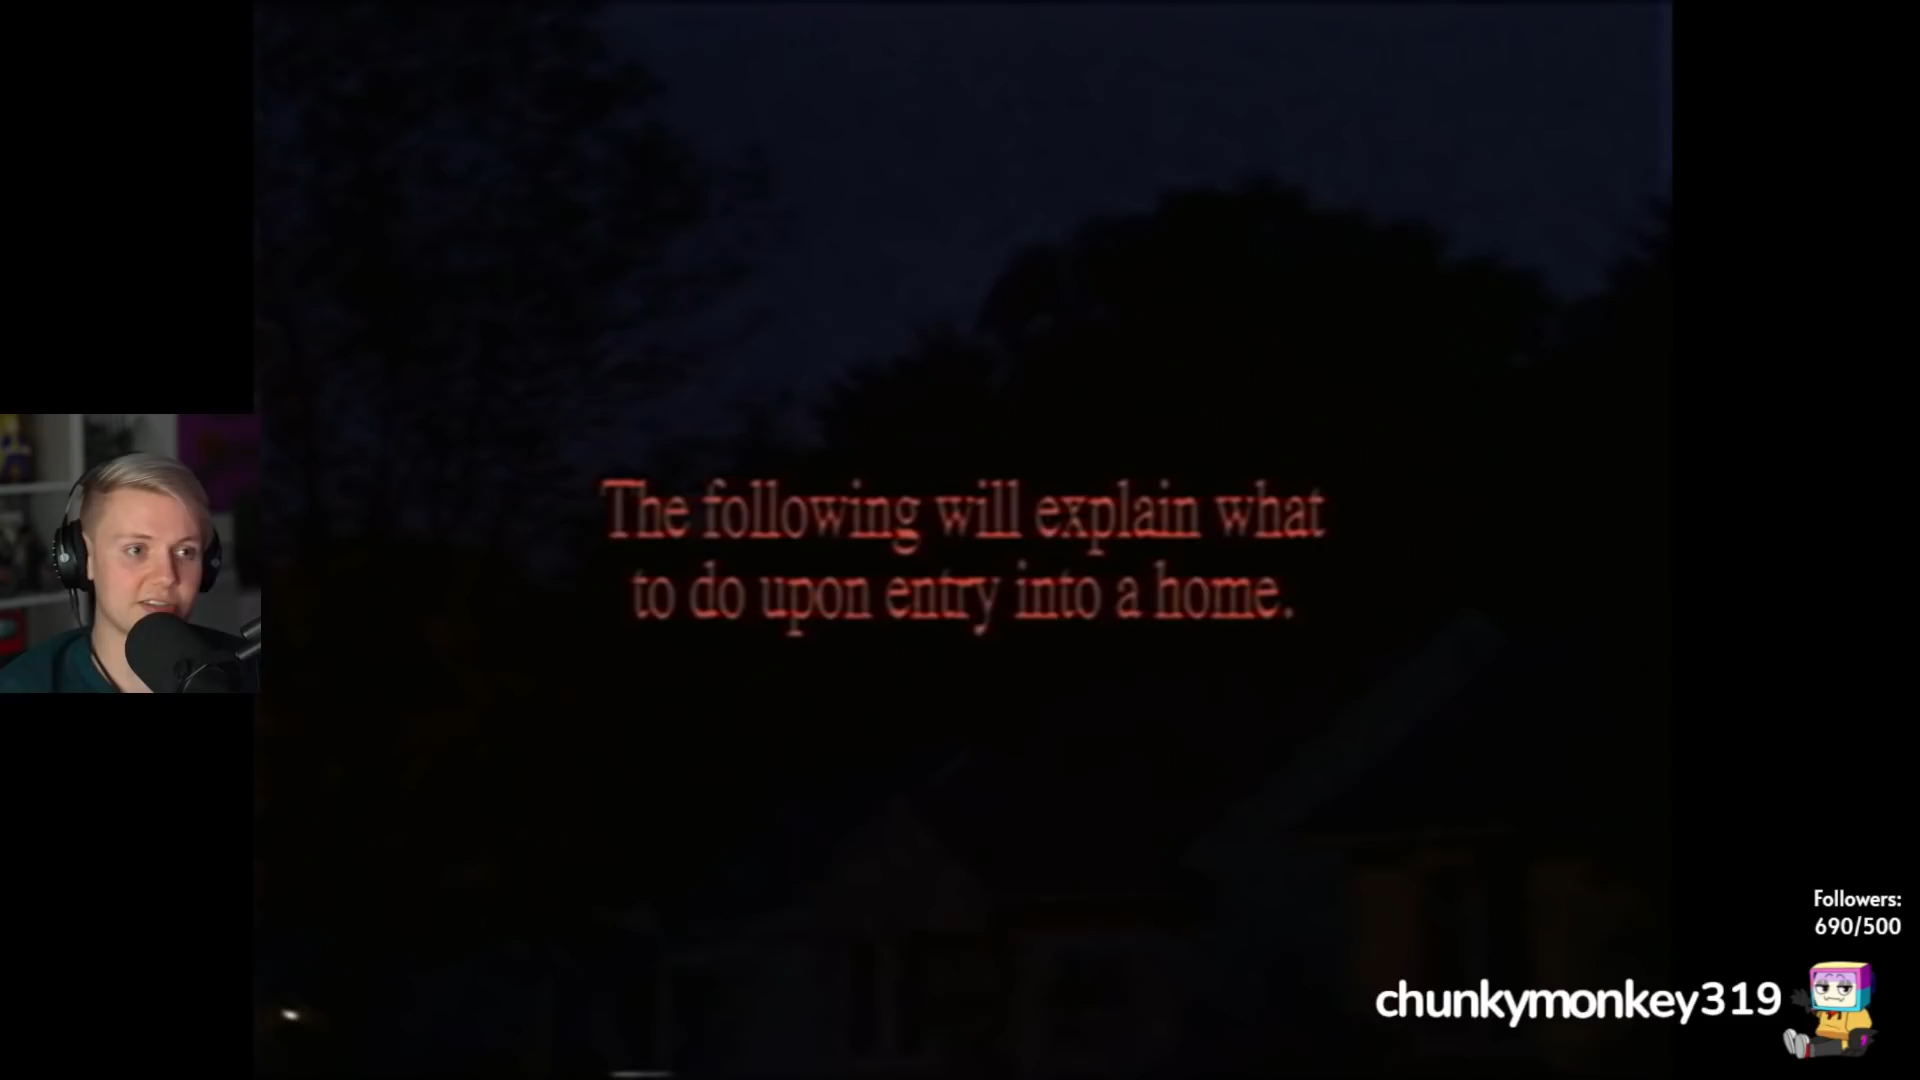 The following will explain what
to do upon entry into a home.
Followers:
690/500
chunkymonkey319